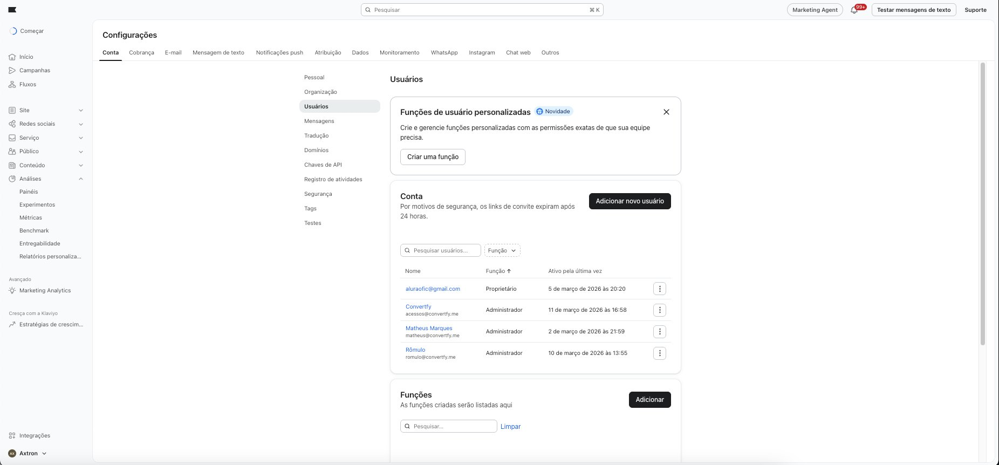 Pesquisar
⌘ K
Marketing Agent
99+
Testar mensagens de texto
Suporte
Começar
Início
Campanhas
Fluxos
Site
Redes sociais
Serviço
Público
Conteúdo
Análises
Painéis
Experimentos
Métricas
Benchmark
Entregabilidade
Relatórios personaliza...
Avançado
Marketing Analytics
Cresça com a Klaviyo
Estratégias de crescim...
Integrações
AX
Axtron
Configurações
Conta
Cobrança
E-mail
Mensagem de texto
Notificações push
Atribuição
Dados
Monitoramento
WhatsApp
Instagram
Chat web
Outros
Pessoal
Organização
Usuários
Mensagens
Tradução
Domínios
Chaves de API
Registro de atividades
Segurança
Tags
Testes
Usuários
Funções de usuário personalizadas
Novidade
Crie e gerencie funções personalizadas com as permissões exatas de que sua equipe
precisa.
Criar uma função
Conta
Por motivos de segurança, os links de convite expiram após
24 horas.
Adicionar novo usuário
Pesquisar usuários...
Função
Nome
Função
Ativo pela última vez
aluraofic@gmail.com
Proprietário
5 de março de 2026 às 20:20
Convertfy
acessos@convertfy.me
Administrador
11 de março de 2026 às 16:58
Matheus Marques
matheus@convertfy.me
Administrador
2 de março de 2026 às 21:59
Rômulo
romulo@convertfy.me
Administrador
10 de março de 2026 às 13:55
Funções
As funções criadas serão listadas aqui
Adicionar
Pesquisar...
Limpar